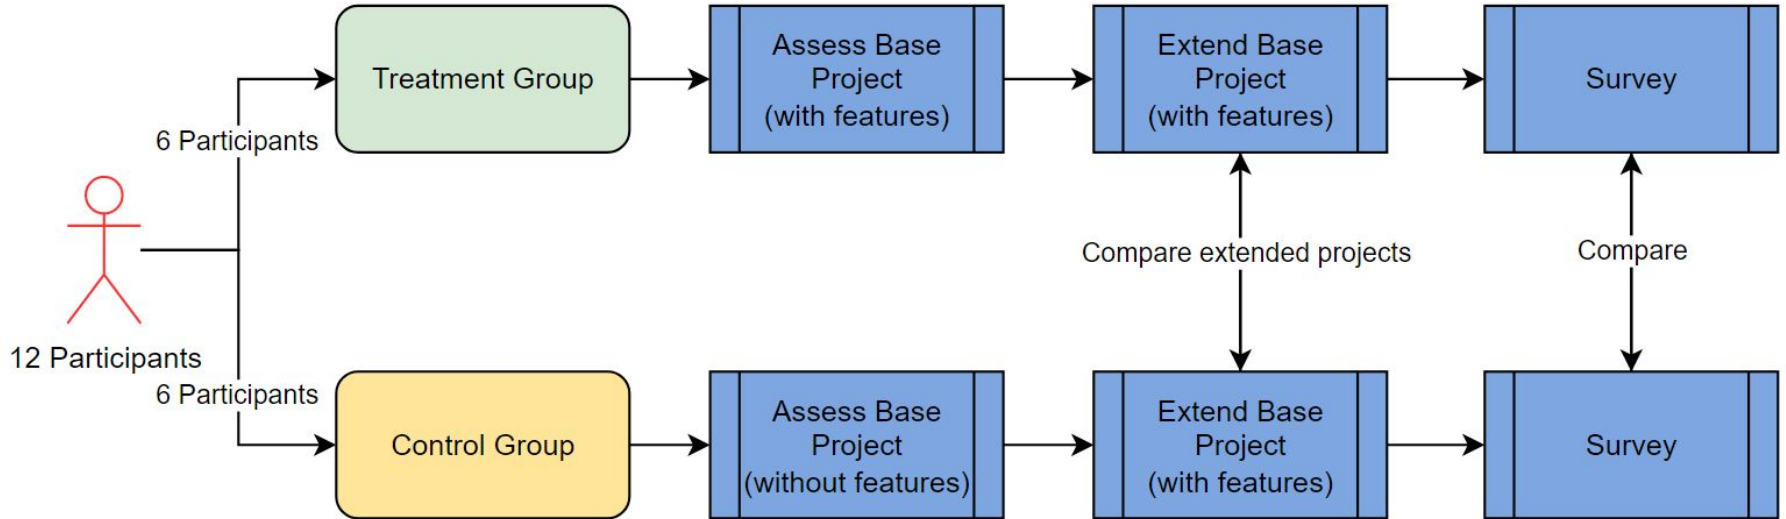 Treatment Group
Assess Base
Project
(with features)
Extend Base
Project
(with features)
Survey
6 Participants
12 Participants
6 Participants
Compare extended projects
Compare
Control Group
Assess Base
Project
(without features)
Extend Base
Project
(with features)
Survey